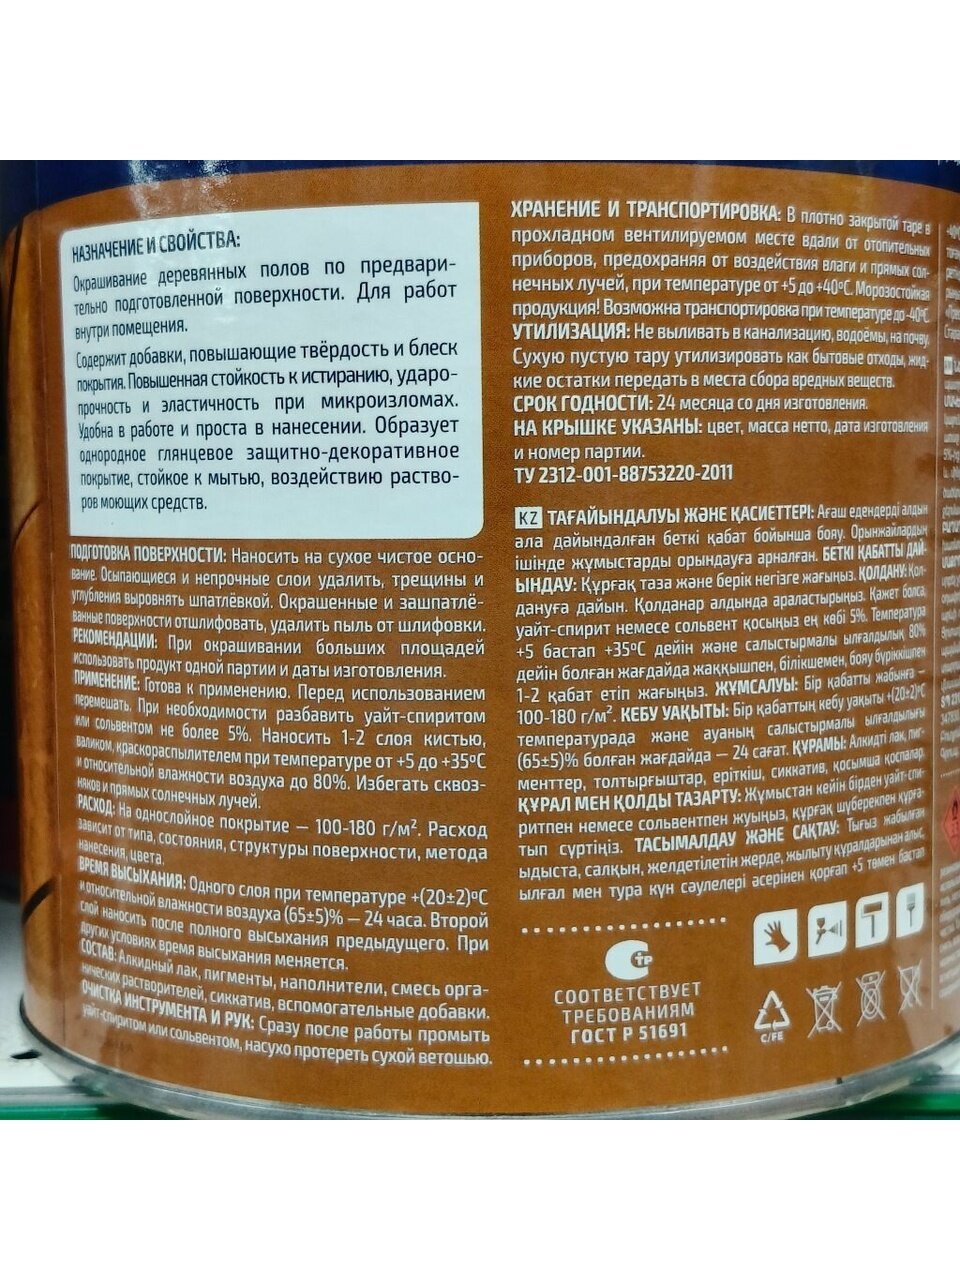 НАЗНАЧЕНИЕ И СВОЙСТВА:
Окрашивание деревянных полов по предвари-
тельно подготовленной поверхности. Для работ
внутри помещения.
Содержит добавки, повышающие твёрдость и блеск
покрытия. Повышенная стойкость к истиранию, ударо-
прочность и эластичность при микроизломах.
Удобна в работе и проста в нанесении. Образует
однородное глянцевое защитно-декоративное
покрытие, стойкое к мытью, воздействию раство-
ров моющих средств.
ПОДГОТОВКА ПОВЕРХНОСТИ: Наносить на сухое чистое осно-
вание. Осыпающиеся и непрочные слои удалить, трещины и
углубления выровнять шпатлёвкой. Окрашенные и зашпатлё-
ванные поверхности отшлифовать, удалить пыль от шлифовки.
РЕКОМЕНДАЦИИ: При окрашивании больших площадей
использовать продукт одной партии и даты изготовления.
ПРИМЕНЕНИЕ: Готова к применению. Перед использованием
перемешать. При необходимости разбавить уайт-спиритом
или сольвентом не более 5%. Наносить 1-2 слоя кистью,
валиком, краскораспылителем при температуре от +5 до +35ºС
и относительной влажности воздуха до 80%. Избегать сквоз-
няков и прямых солнечных лучей.
РАСХОД: На однослойное покрытие — 100-180 г/м². Расход
зависит от типа, состояния, структуры поверхности, метода
нанесения, цвета.
ВРЕМЯ ВЫСЫХАНИЯ: Одного слоя при температуре +(20±2)ºС
и относительной влажности воздуха (65±5)% — 24 часа. Второй
слой наносить после полного высыхания предыдущего. При
других условиях время высыхания меняется.
СОСТАВ: Алкидный лак, пигменты, наполнители, смесь орга-
нических растворителей, сиккатив, вспомогательные добавки.
ОЧИСТКА ИНСТРУМЕНТА И РУК: Сразу после работы промыть
уайт-спиритом или сольвентом, насухо протереть сухой ветошью.
ХРАНЕНИЕ И ТРАНСПОРТИРОВКА: В плотно закрытой таре в
прохладном вентилируемом месте вдали от отопительных
приборов, предохраняя от воздействия влаги и прямых сол-
нечных лучей, при температуре от +5 до +40ºС. Морозостойкая
продукция! Возможна транспортировка при температуре до -40ºС.
УТИЛИЗАЦИЯ: Не выливать в канализацию, водоёмы, на почву.
Сухую пустую тару утилизировать как бытовые отходы, жид-
кие остатки передать в места сбора вредных веществ.
СРОК ГОДНОСТИ: 24 месяца со дня изготовления.
НА КРЫШКЕ УКАЗАНЫ: цвет, масса нетто, дата изготовления
и номер партии.
ТУ 2312-001-88753220-2011
KZ ТАҒАЙЫНДАЛУЫ ЖӘНЕ ҚАСИЕТТЕРІ: Ағаш едендерді алдын
ала дайындалған беткі қабат бойынша бояу. Орынжайлардың
ішінде жұмыстарды орындауға арналған. БЕТКІ ҚАБАТТЫ ДАЙ-
ЫНДАУ: Құрғақ таза және берік негізге жағыңыз. ҚОЛДАНУ: Қол-
дануға дайын. Қолданар алдында араластырыңыз. Қажет болса,
уайт-спирит немесе сольвент қосыңыз ең көбі 5%. Температура
+5 бастап +35ºС дейін және салыстырмалы ылғалдылық 80%
дейін болған жағдайда жаққышпен, білікшемен, бояу бүріккішпен
1-2 қабат етіп жағыңыз. ЖҰМСАЛУЫ: Бір қабатты жабынға —
100-180 г/м². КЕБУ УАҚЫТЫ: Бір қабаттың кебу уақыты +(20±2)ºС
температурада және ауаның салыстырмалы ылғалдылығы
(65±5)% болған жағдайда — 24 сағат. ҚҰРАМЫ: Алкидті лак, пиг-
менттер, толтырғыштар, еріткіш, сиккатив, қосымша қоспалар.
ҚҰРАЛ МЕН ҚОЛДЫ ТАЗАРТУ: Жұмыстан кейін бірден уайт-спи-
ритпен немесе сольвентпен жуыңыз, құрғақ шүберекпен құрға-
тып сүртіңіз. ТАСЫМАЛДАУ ЖӘНЕ САҚТАУ: Тығыз жабылған
ыдыста, салқын, желдетілетін жерде, жылыту құралдарынан алыс,
ылғал мен тура күн сәулелері әсерінен қорғап +5 төмен бастап
СООТВЕТСТВУЕТ
ТРЕБОВАНИЯМ
ГОСТ Р 51691
C/FE